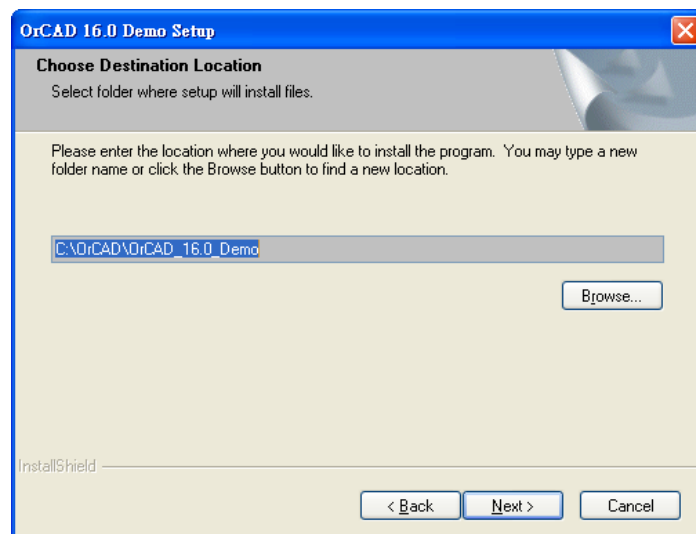 OrCAD 16.0 Demo Setup
Choose Destination Location
Select folder where setup will install files.
Please enter the location where you would like to install the program.  You may type a new
folder name or click the Browse button to find a new location.
C:\OrCAD\OrCAD_16.0_Demo
Browse...
InstallShield
< Back
Next >
Cancel